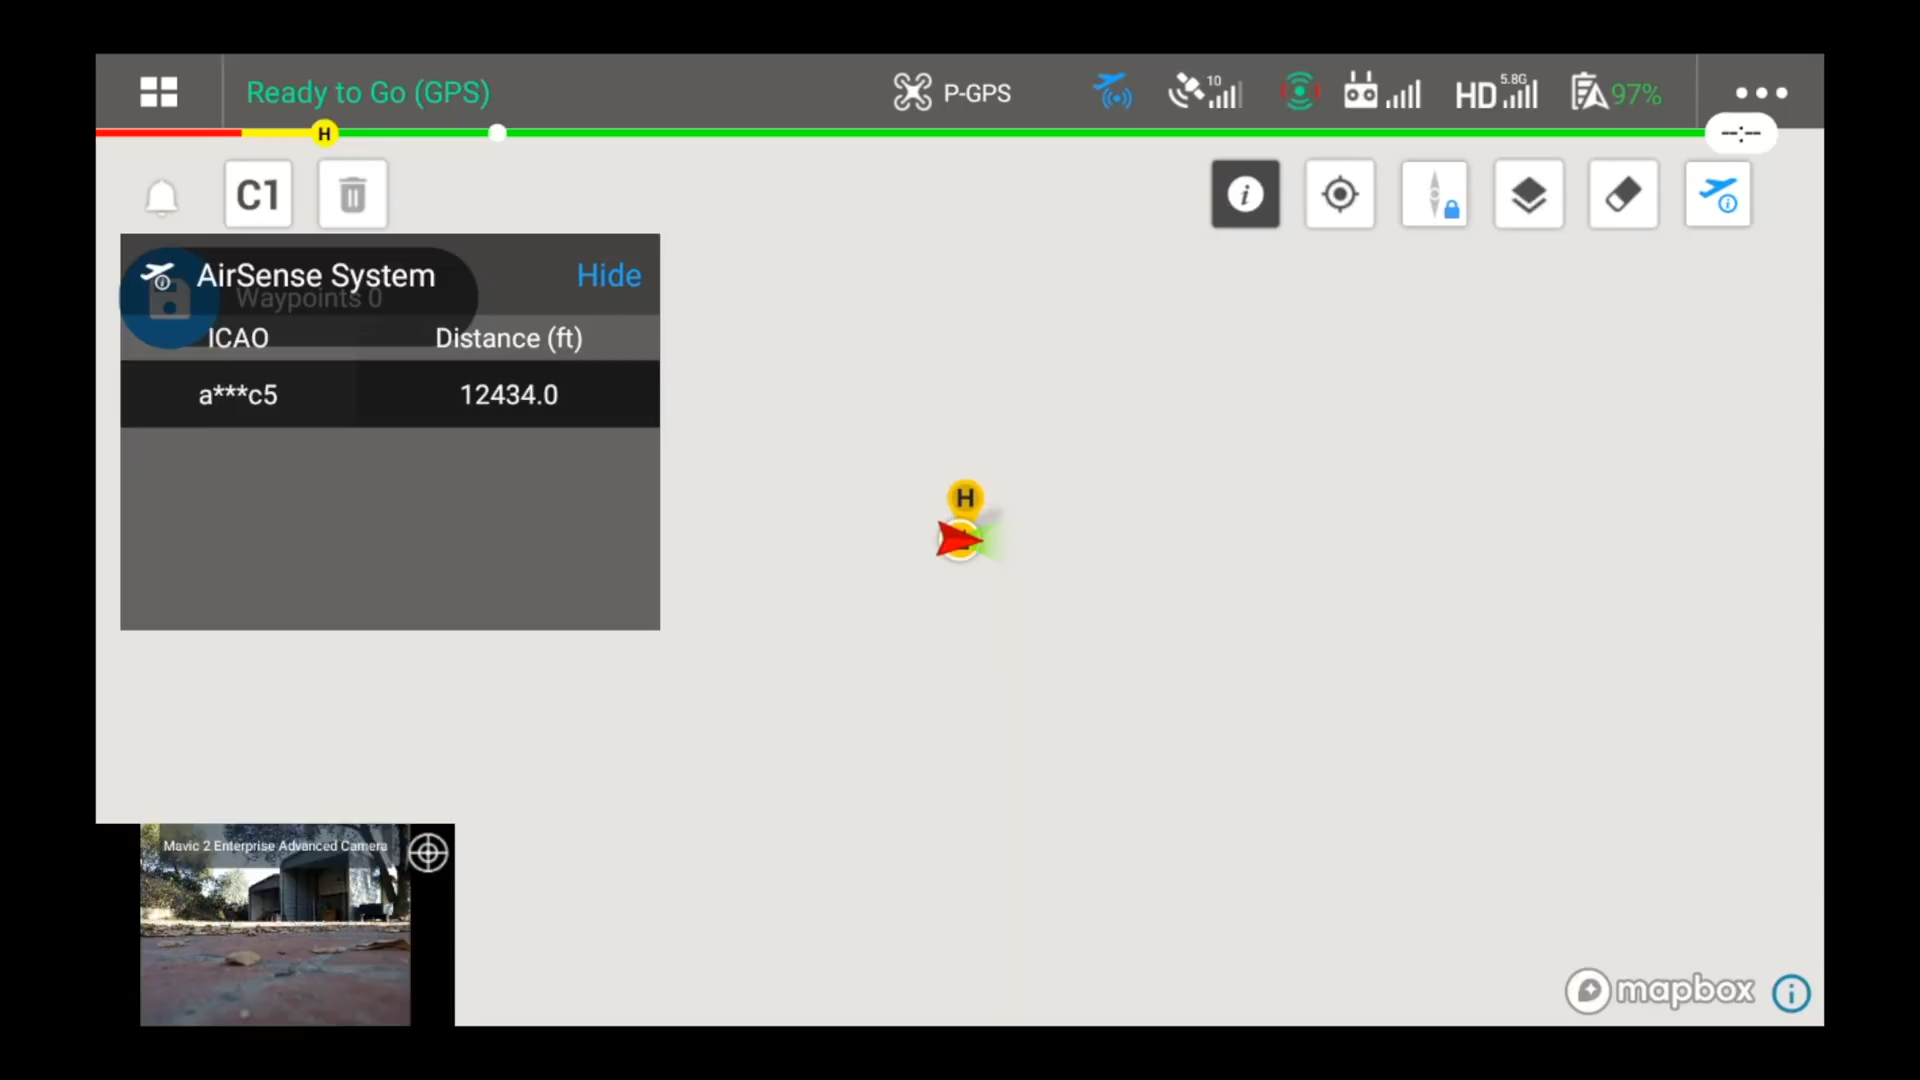 Ready to Go (GPS)
P-GPS
10
HD 5.8G
97%
H
--:--
C1
AirSense System
Hide
Waypoints 0
ICAO
Distance (ft)
a***c5
12434.0
H
Mavic 2 Enterprise Advanced Camera
mapbox